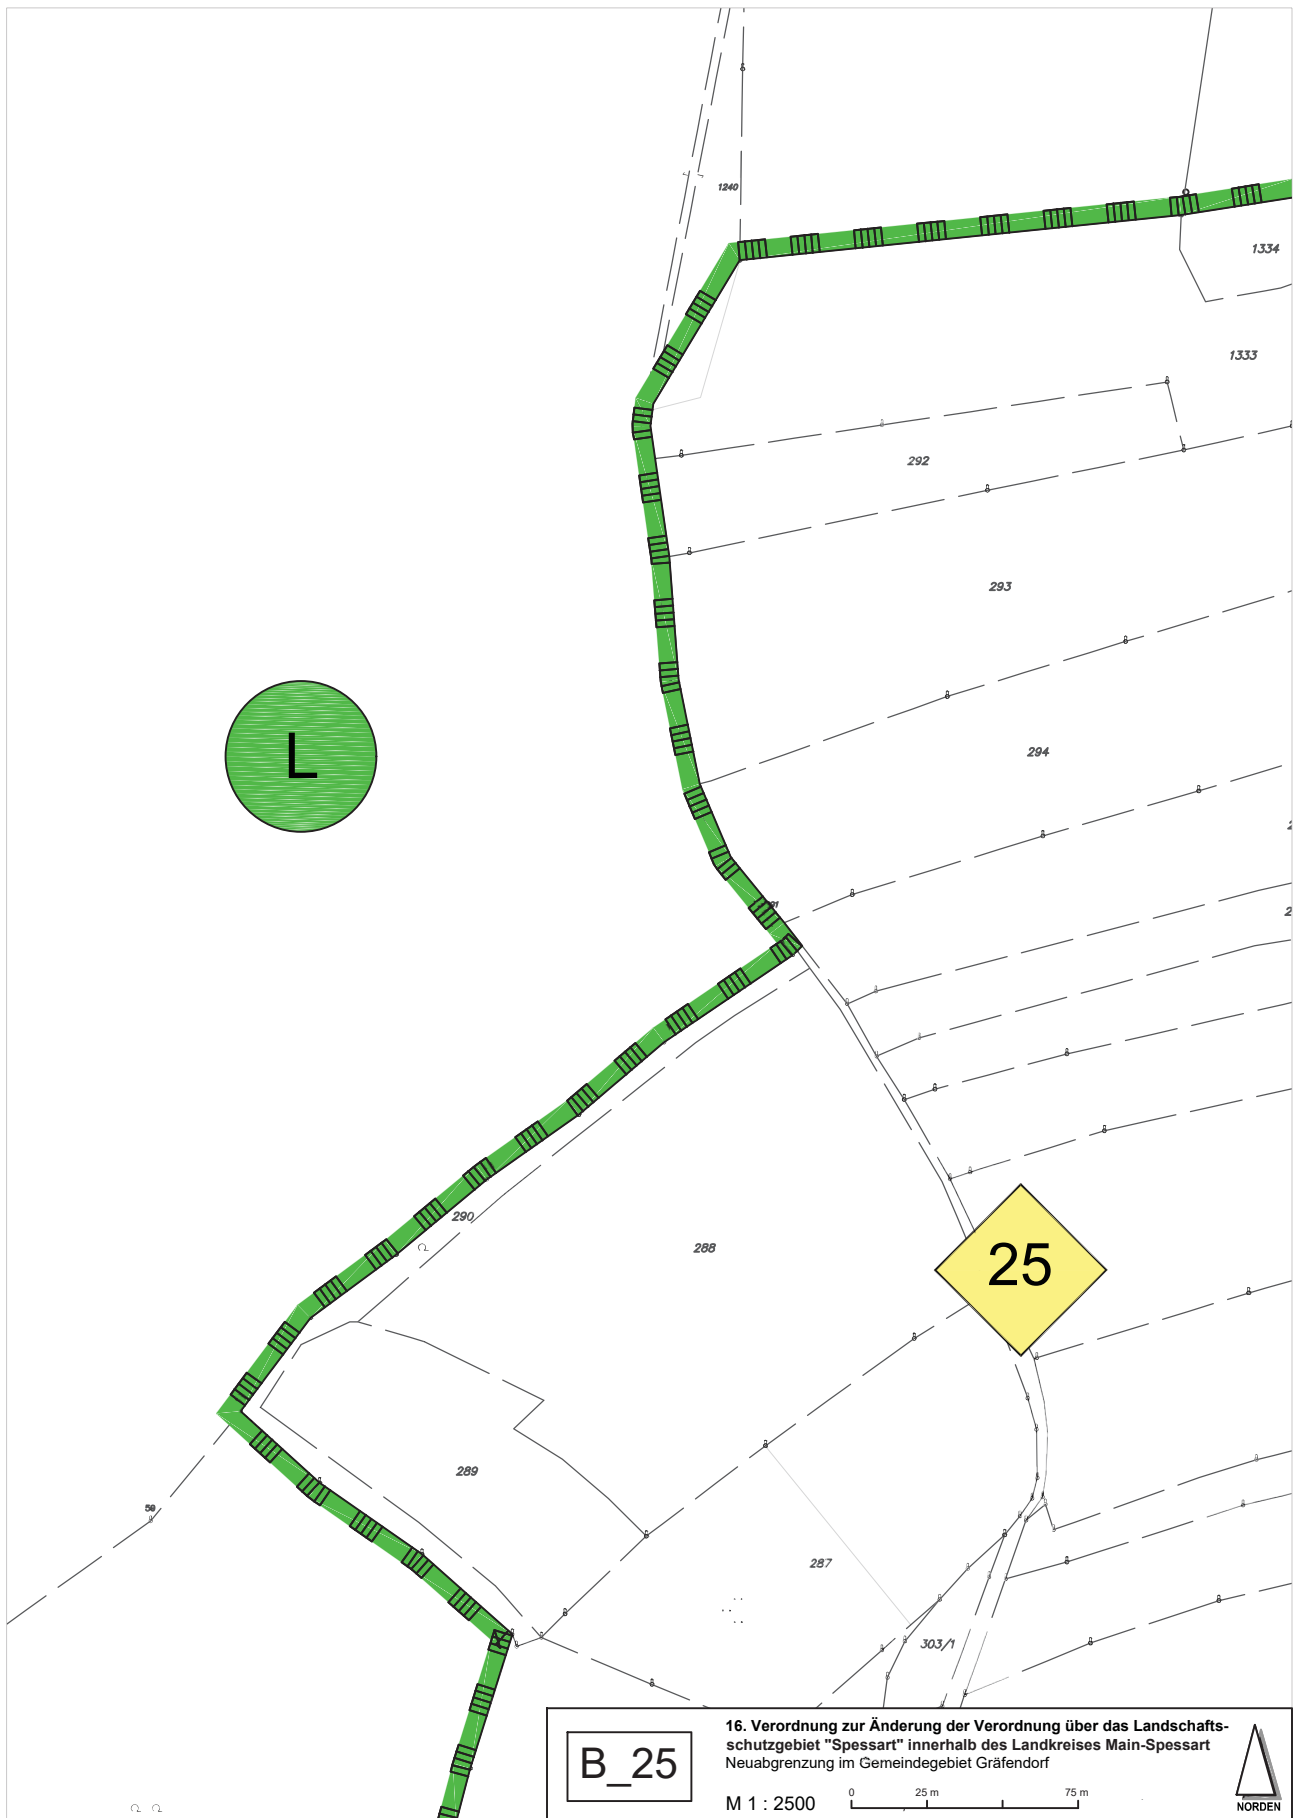 1240
1334
1333
292
293
L
294
290
288
25
289
59
287
303/1
B_25
16. Verordnung zur Änderung der Verordnung über das Landschafts-
schutzgebiet "Spessart" innerhalb des Landkreises Main-Spessart
Neuabgrenzung im Gemeindegebiet Gräfendorf
M 1 : 2500
0 25 m 75 m
NORDEN